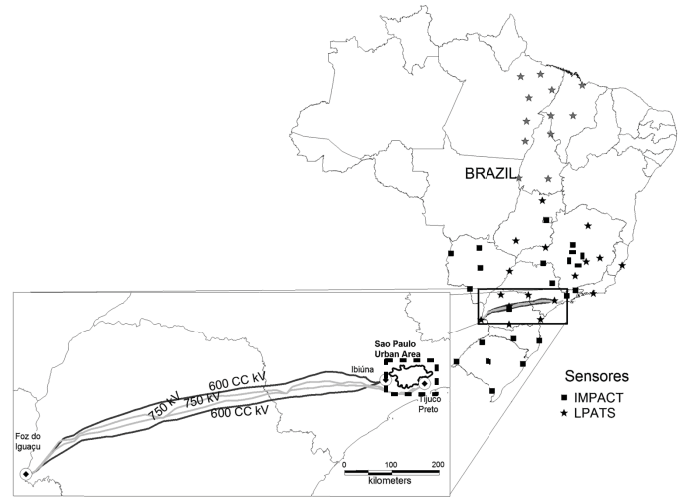 BRAZIL
Sao Paulo
Urban Area
Ibiúna
600 CC kV
750 kV
750 kV
600 CC kV
Tijuco
Preto
Foz do
Iguaçu
0 100 200
kilometers
Sensores
IMPACT
LPATS